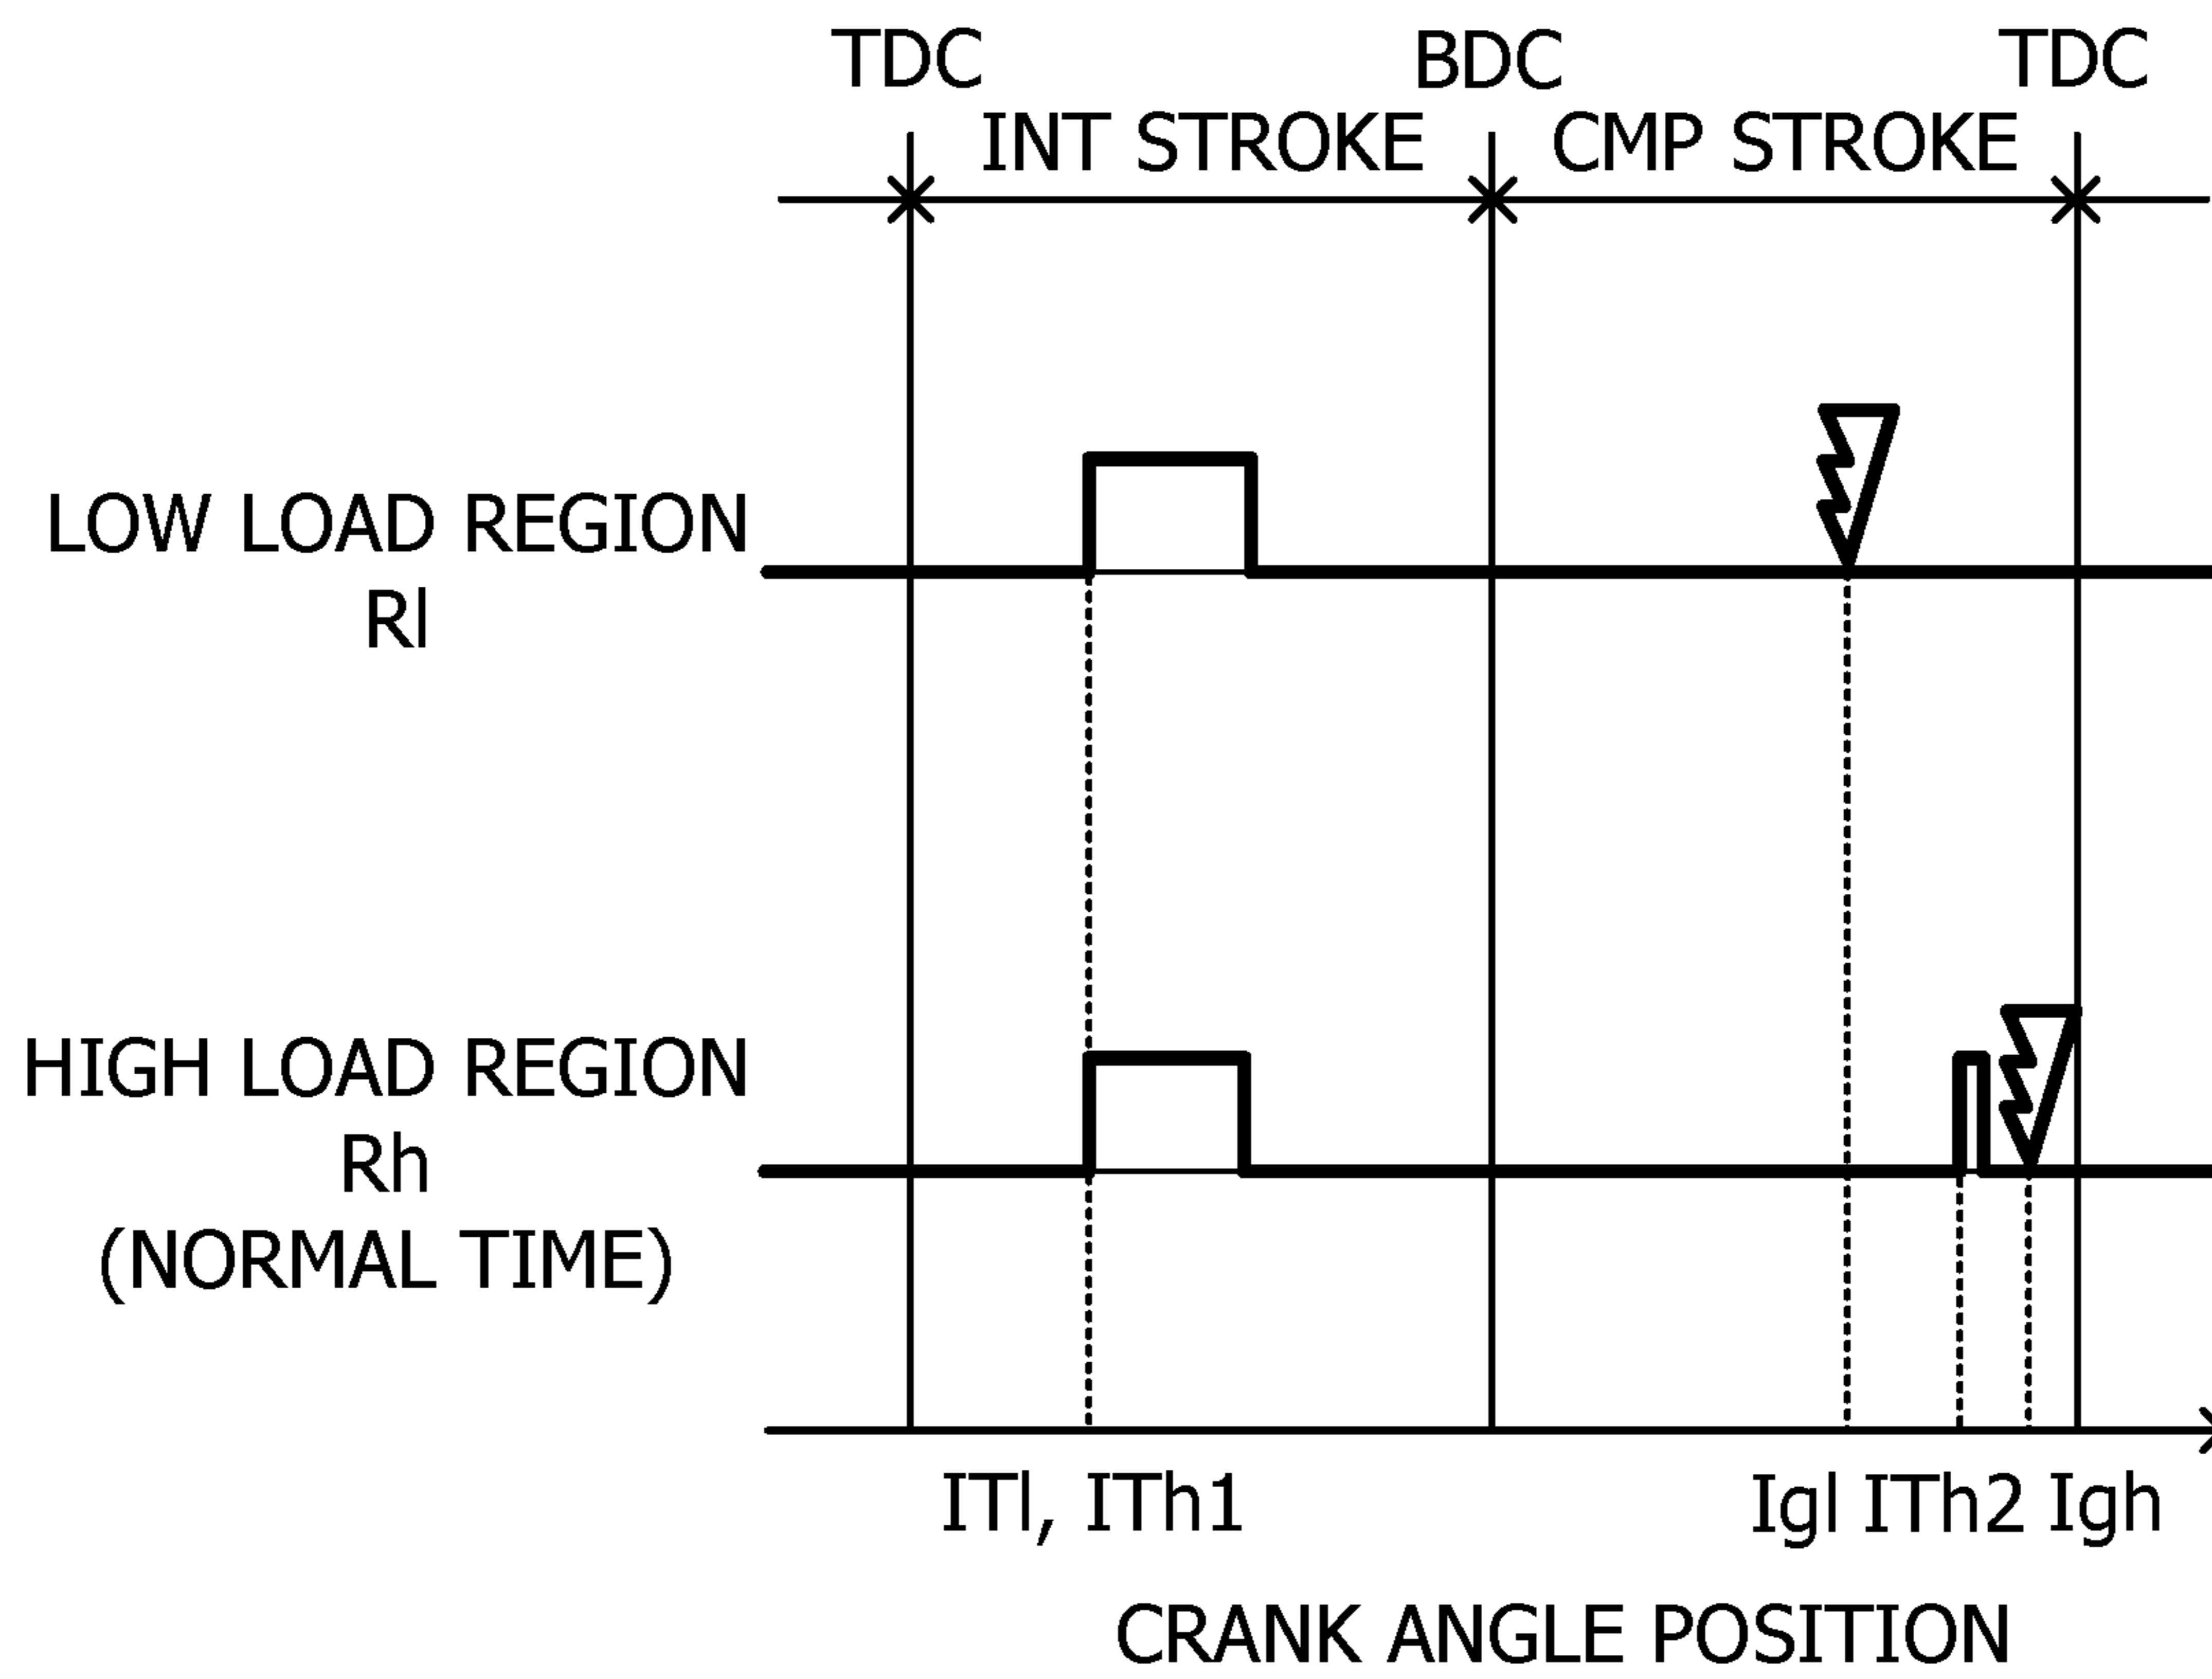 TDC BDC TDC
INT STROKE CMP STROKE
LOW LOAD REGION
Rl
HIGH LOAD REGION
Rh
(NORMAL TIME)
ITl, ITh1 Igl ITh2 Igh
CRANK ANGLE POSITION